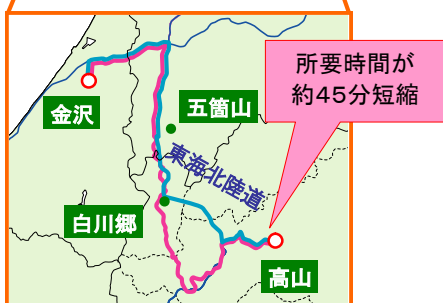 所要時間が
約45分短縮
金沢
五箇山
東海北陸道
白川郷
高山